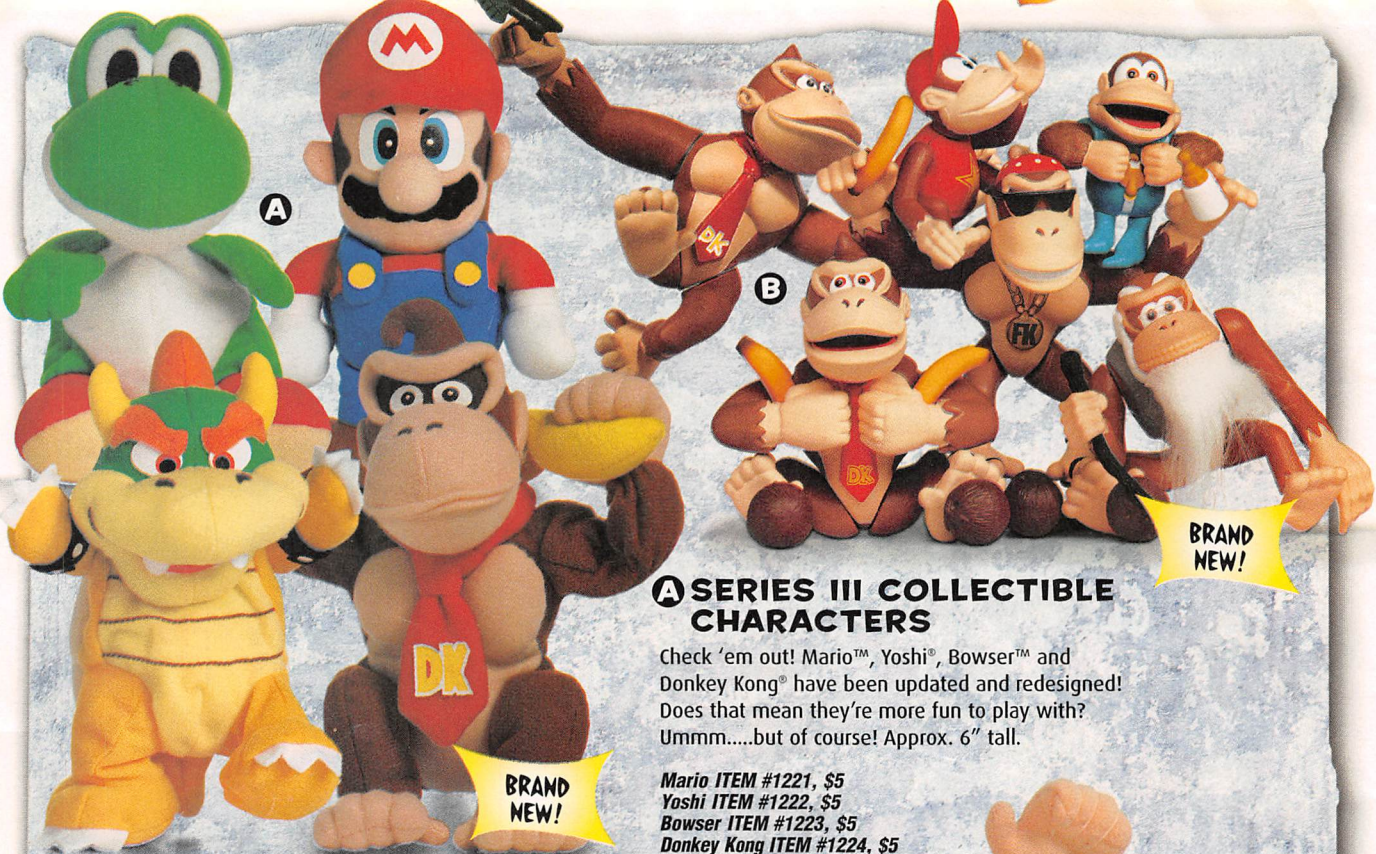 M
A
DK
B
FK
DK
DK
BRAND
NEW!
BRAND
NEW!
A SERIES III COLLECTIBLE
CHARACTERS
Check 'em out! Mario™, Yoshi®, Bowser™ and
Donkey Kong® have been updated and redesigned!
Does that mean they're more fun to play with?
Ummm.....but of course! Approx. 6" tall.
Mario ITEM #1221, $5
Yoshi ITEM #1222, $5
Bowser ITEM #1223, $5
Donkey Kong ITEM #1224, $5